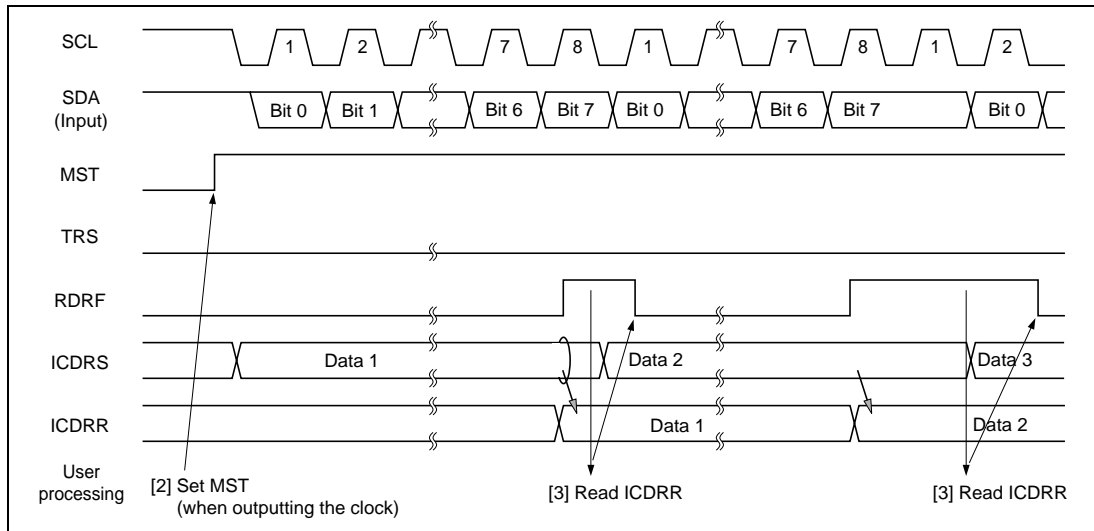 SCL
1 2 7 8 1 7 8 1 2
SDA
(Input)
Bit 0 Bit 1 Bit 6 Bit 7 Bit 0 Bit 6 Bit 7 Bit 0
MST
TRS
RDRF
ICDRS
Data 1 Data 2 Data 3
ICDRR
Data 1 Data 2
User
processing
[2] Set MST
(when outputting the clock)
[3] Read ICDRR
[3] Read ICDRR